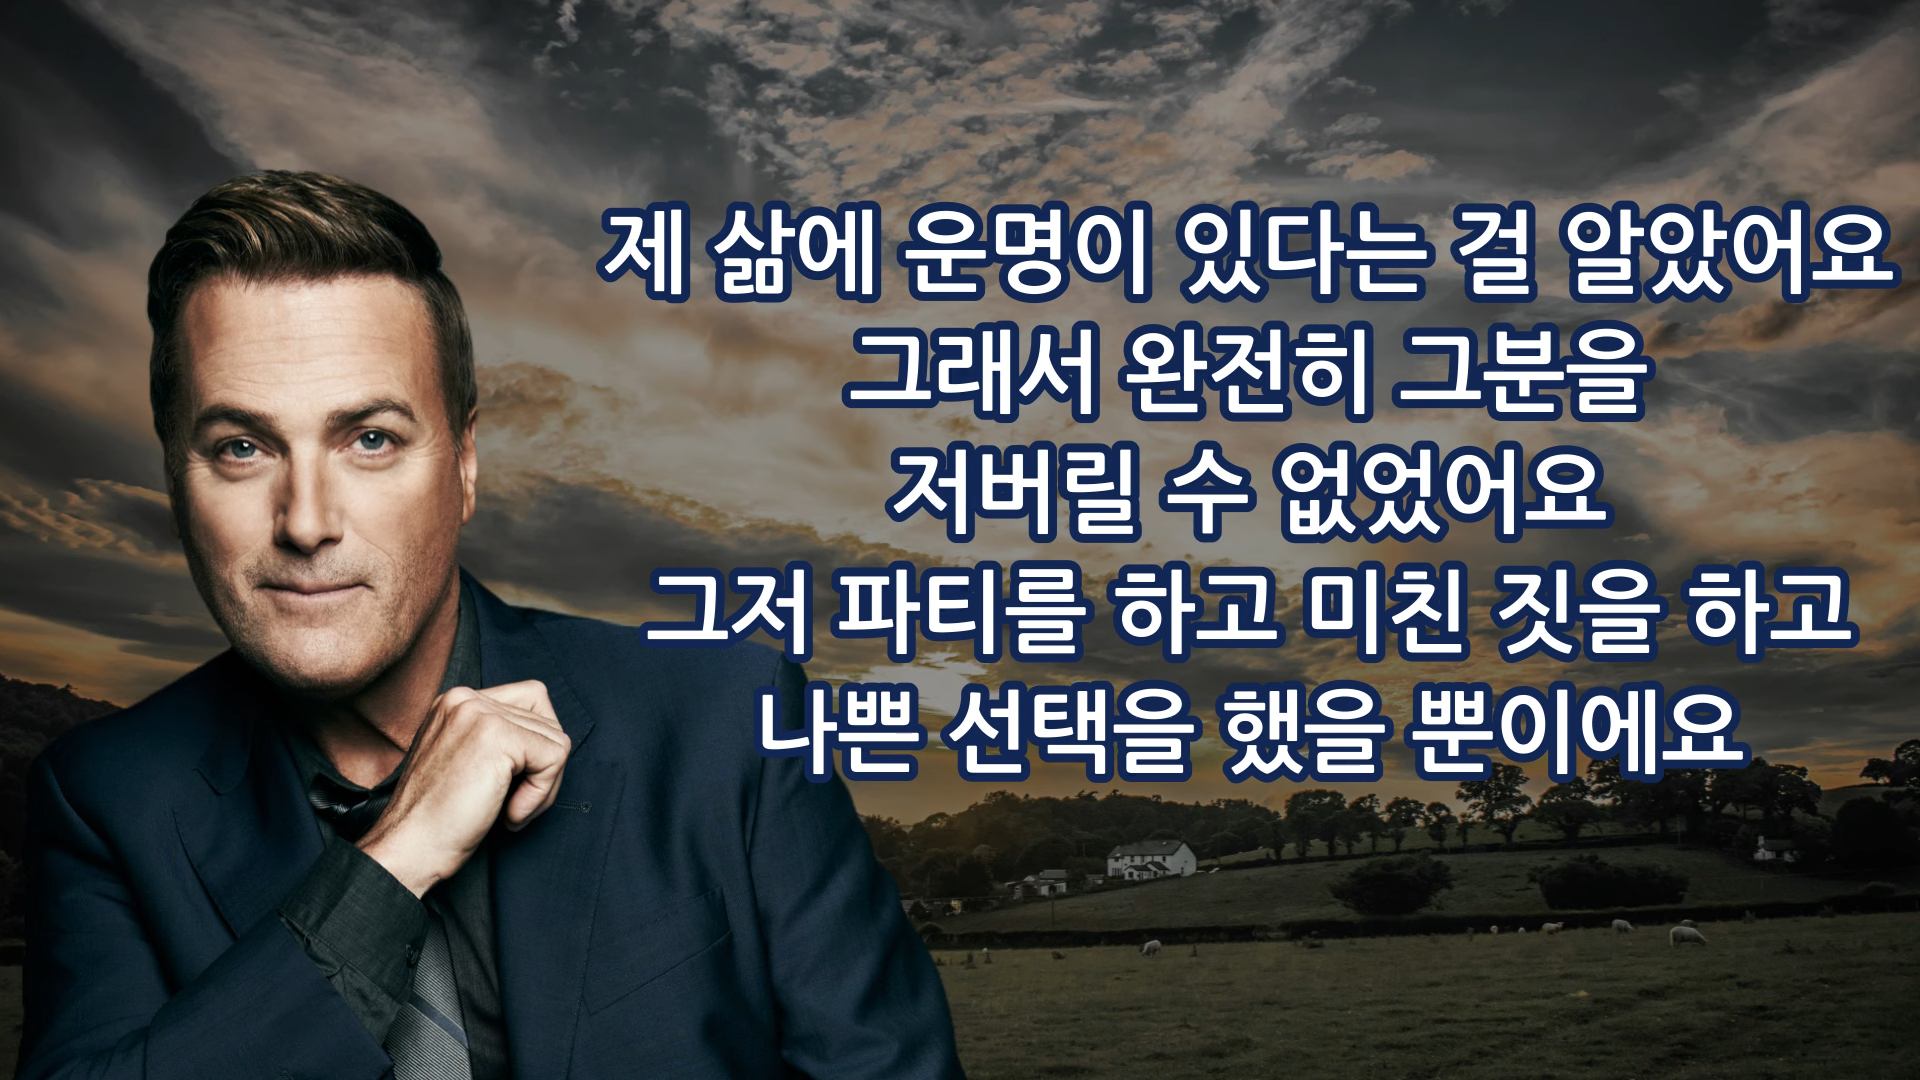 제 삶에 운명이 있다는 걸 알았어요
그래서 완전히 그분을
저버릴 수 없었어요
그저 파티를 하고 미친 짓을 하고
나쁜 선택을 했을 뿐이에요